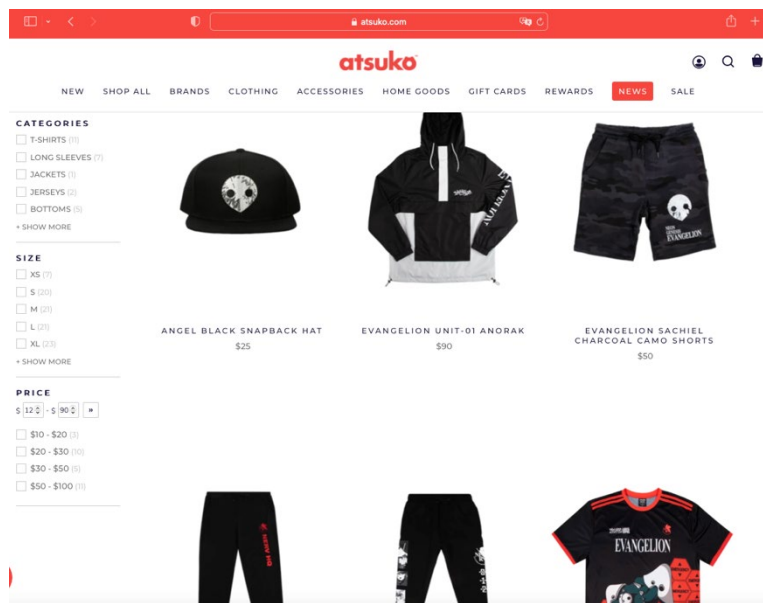 atsuko.com
atsuko
NEW SHOP ALL BRANDS CLOTHING ACCESSORIES HOME GOODS GIFT CARDS REWARDS NEWS SALE
CATEGORIES
T-SHIRTS (11)
LONG SLEEVES (7)
JACKETS (1)
JERSEYS (2)
BOTTOMS (5)
+ SHOW MORE
SIZE
XS (7)
S (20)
M (21)
L (21)
XL (23)
+ SHOW MORE
PRICE
$ 12 - $ 90 »
$10 - $20 (3)
$20 - $30 (10)
$30 - $50 (5)
$50 - $100 (11)
ANGEL BLACK SNAPBACK HAT
$25
EVANGELION UNIT-01 ANORAK
$90
EVANGELION
EVANGELION SACHIEL
CHARCOAL CAMO SHORTS
$50
NERV HQ
EVANGELION